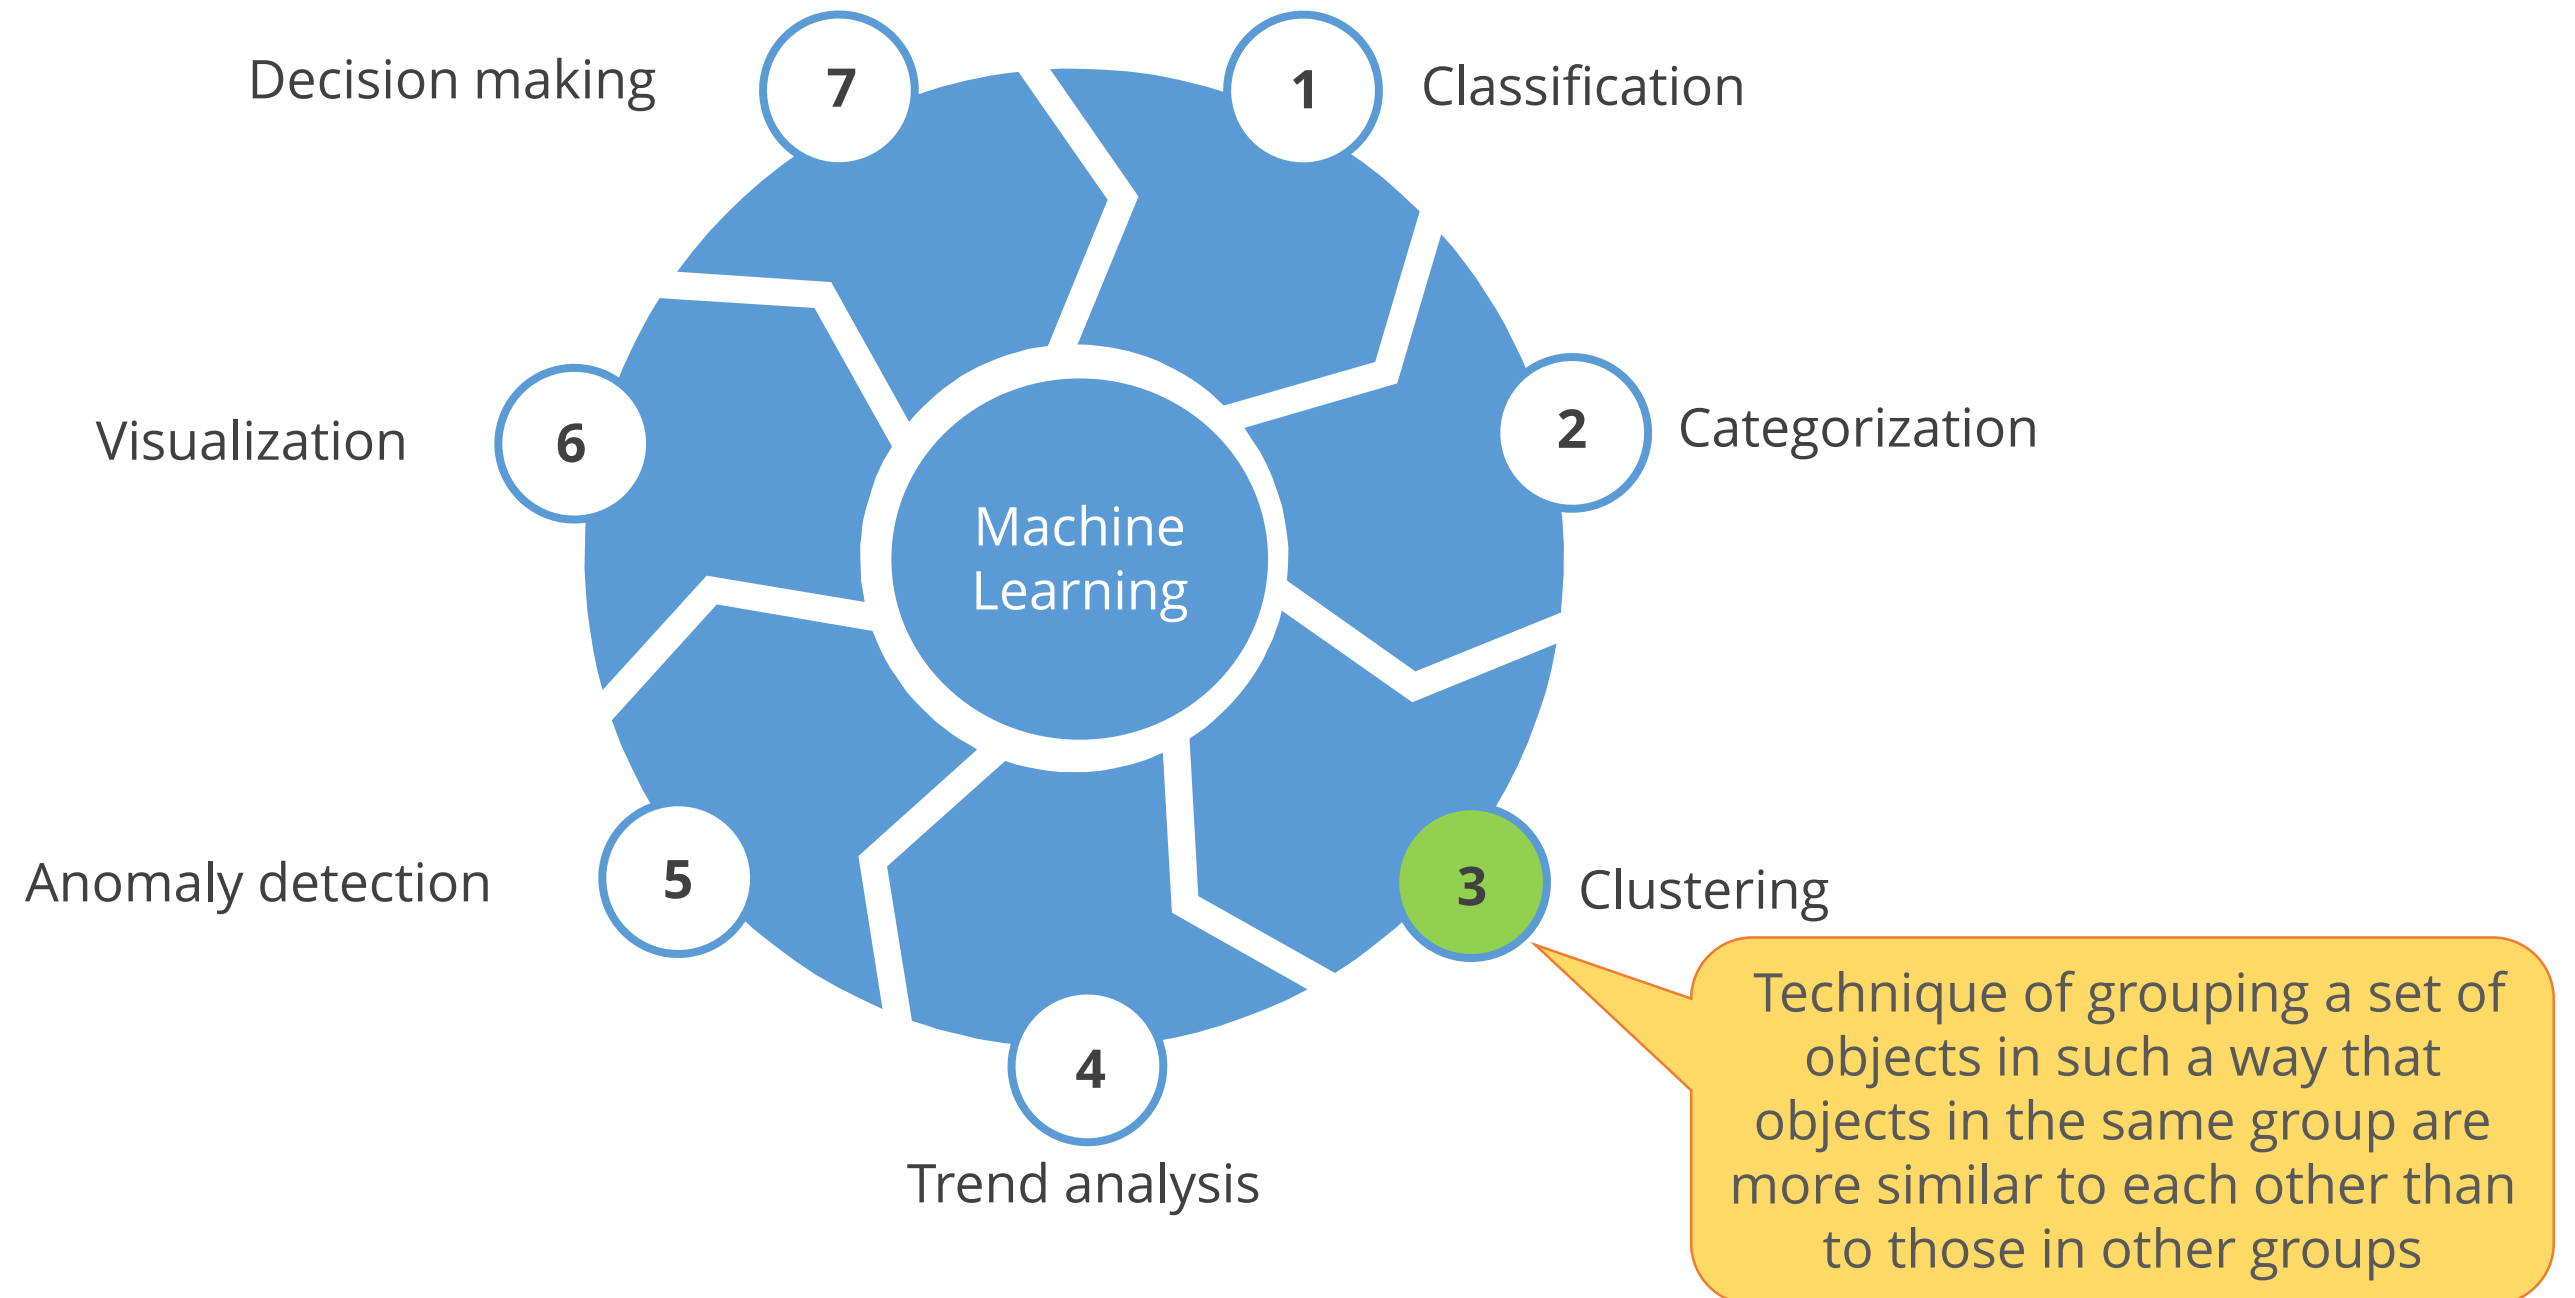 7
Decision making
1
Classification
2
Categorization
6
Visualization
Machine
Learning
3
Clustering
5
Anomaly detection
4
Trend analysis
Technique of grouping a set of
objects in such a way that
objects in the same group are
more similar to each other than
to those in other groups